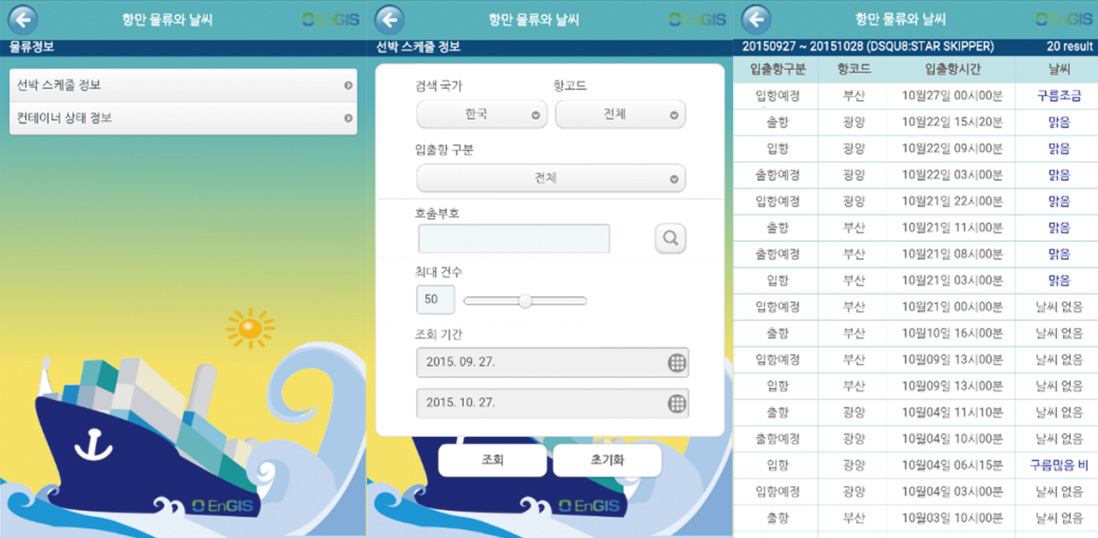 항만 물류와 날씨
EnGIS
물류정보
선박 스케줄 정보
컨테이너 상태 정보
EnGIS
항만 물류와 날씨
EnGIS
선박 스케줄 정보
검색 국가 항코드
한국 전체
입출항 구분
전체
호출부호
최대 건수
50
조회 기간
2015. 09. 27.
2015. 10. 27.
조회 초기화
EnGIS
항만 물류와 날씨
EnGIS
20150927 ~ 20151028 (DSQU8:STAR SKIPPER) 20 result
입출항구분 항코드 입출항시간 날씨
입항예정 부산 10월27일 00시00분 구름조금
출항 광양 10월22일 15시20분 맑음
입항 광양 10월22일 09시00분 맑음
출항예정 광양 10월22일 03시00분 맑음
입항예정 광양 10월21일 22시00분 맑음
출항 부산 10월21일 11시00분 맑음
출항예정 부산 10월21일 08시00분 맑음
입항 부산 10월21일 03시00분 맑음
입항예정 부산 10월21일 00시00분 날씨 없음
출항 부산 10월10일 16시00분 날씨 없음
입항예정 부산 10월09일 13시00분 날씨 없음
입항 부산 10월09일 13시00분 날씨 없음
출항 광양 10월04일 11시10분 날씨 없음
출항예정 광양 10월04일 10시00분 날씨 없음
입항 광양 10월04일 06시15분 구름많음 비
입항예정 광양 10월04일 03시00분 날씨 없음
출항 부산 10월03일 10시00분 날씨 없음